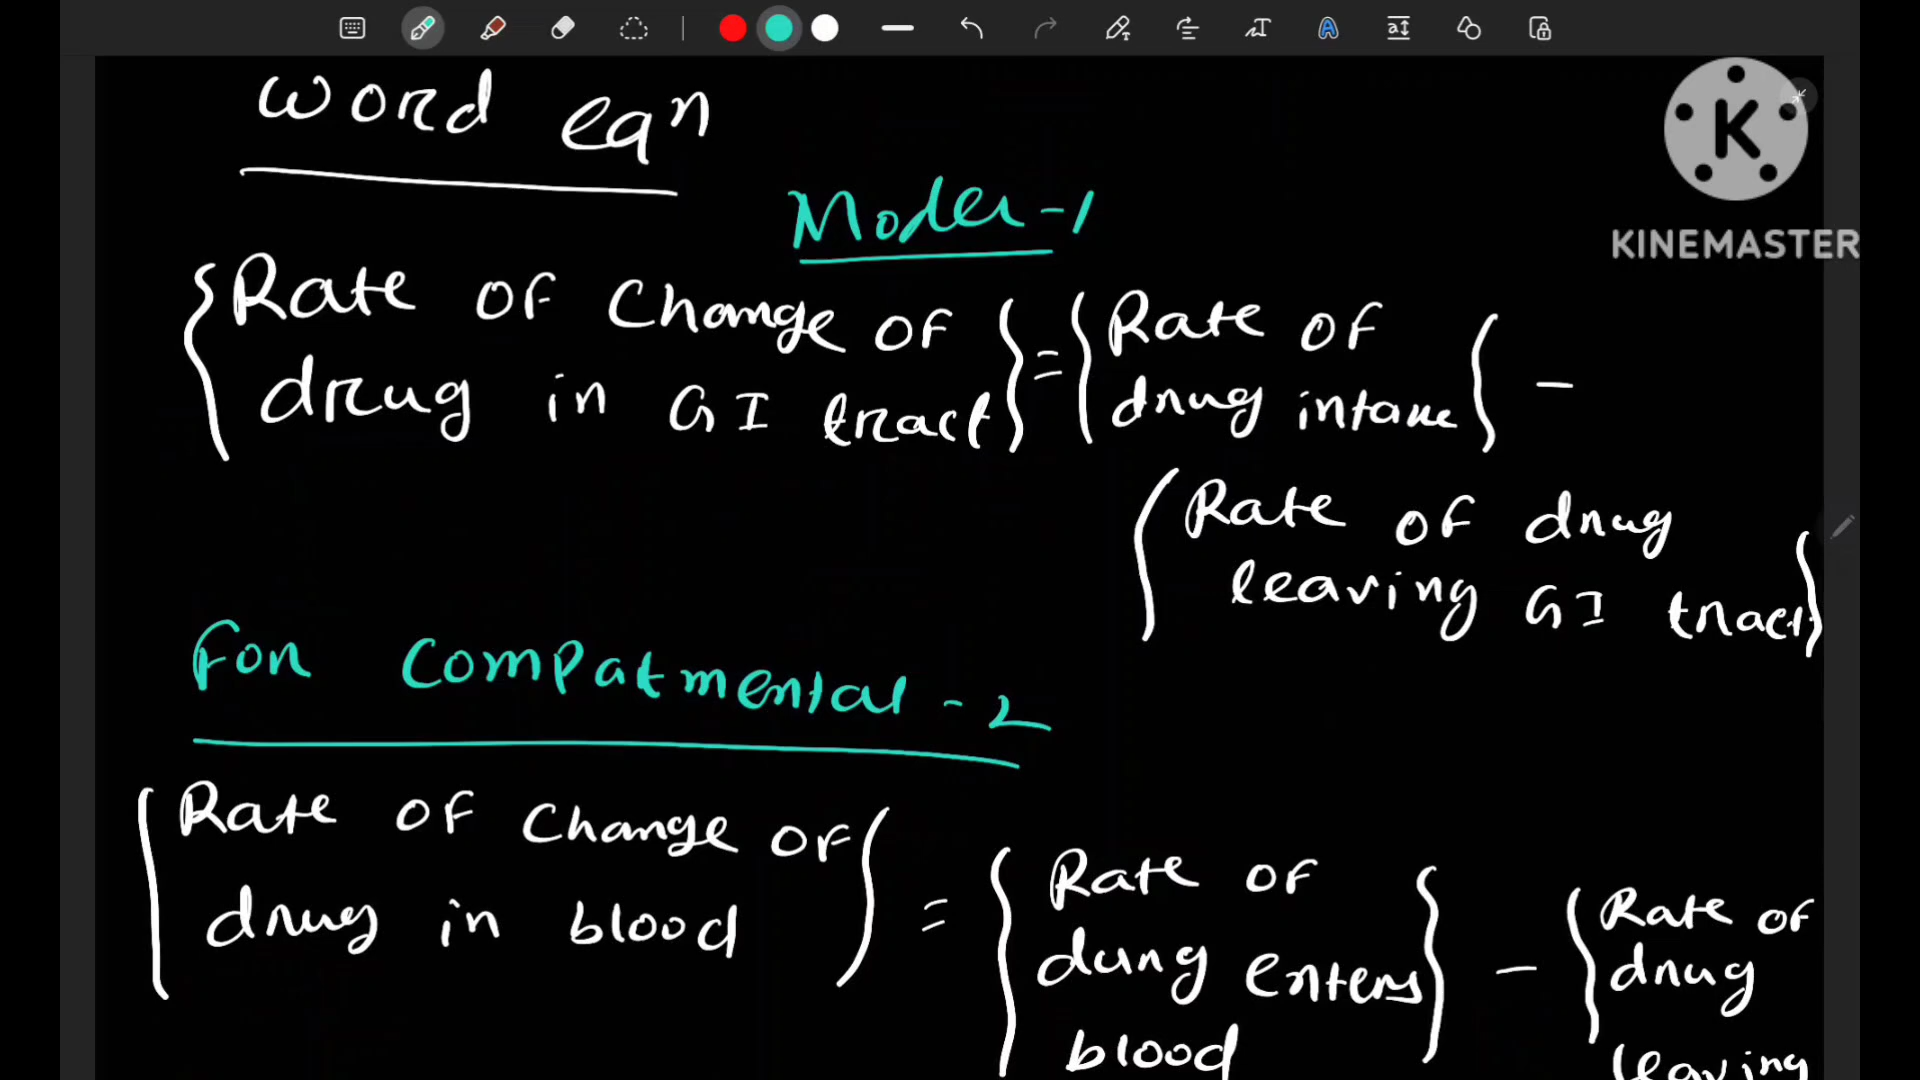 word eqn
Model-1
K
KINEMASTER
{Rate of Change of
drug in GI tract} = {Rate of
drug intake} -
{Rate of drug
leaving GI tract}
For Compatmental - 2
{Rate of Change of
drug in blood} = {Rate of
dung enters
blood} - {Rate of
drug
leaving